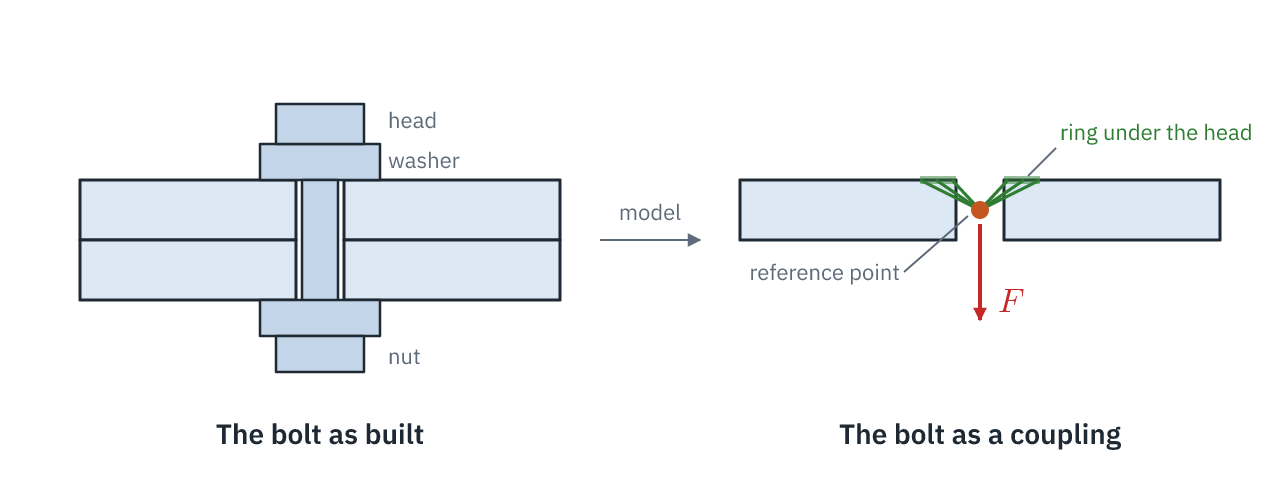 head
washer
nut
model
ring under the head
reference point
F
The bolt as built
The bolt as a coupling